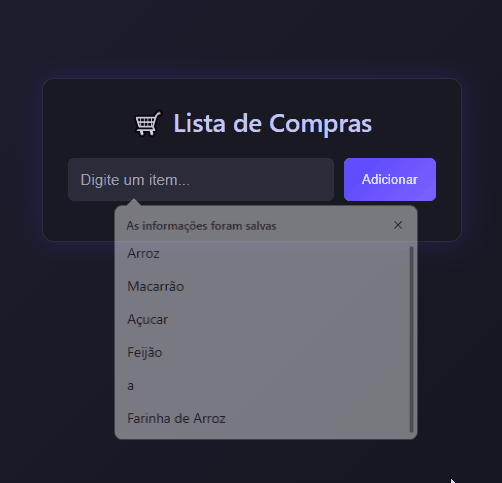 Lista de Compras
Digite um item...
Adicionar
As informações foram salvas
Arroz
Macarrão
Açucar
Feijão
a
Farinha de Arroz